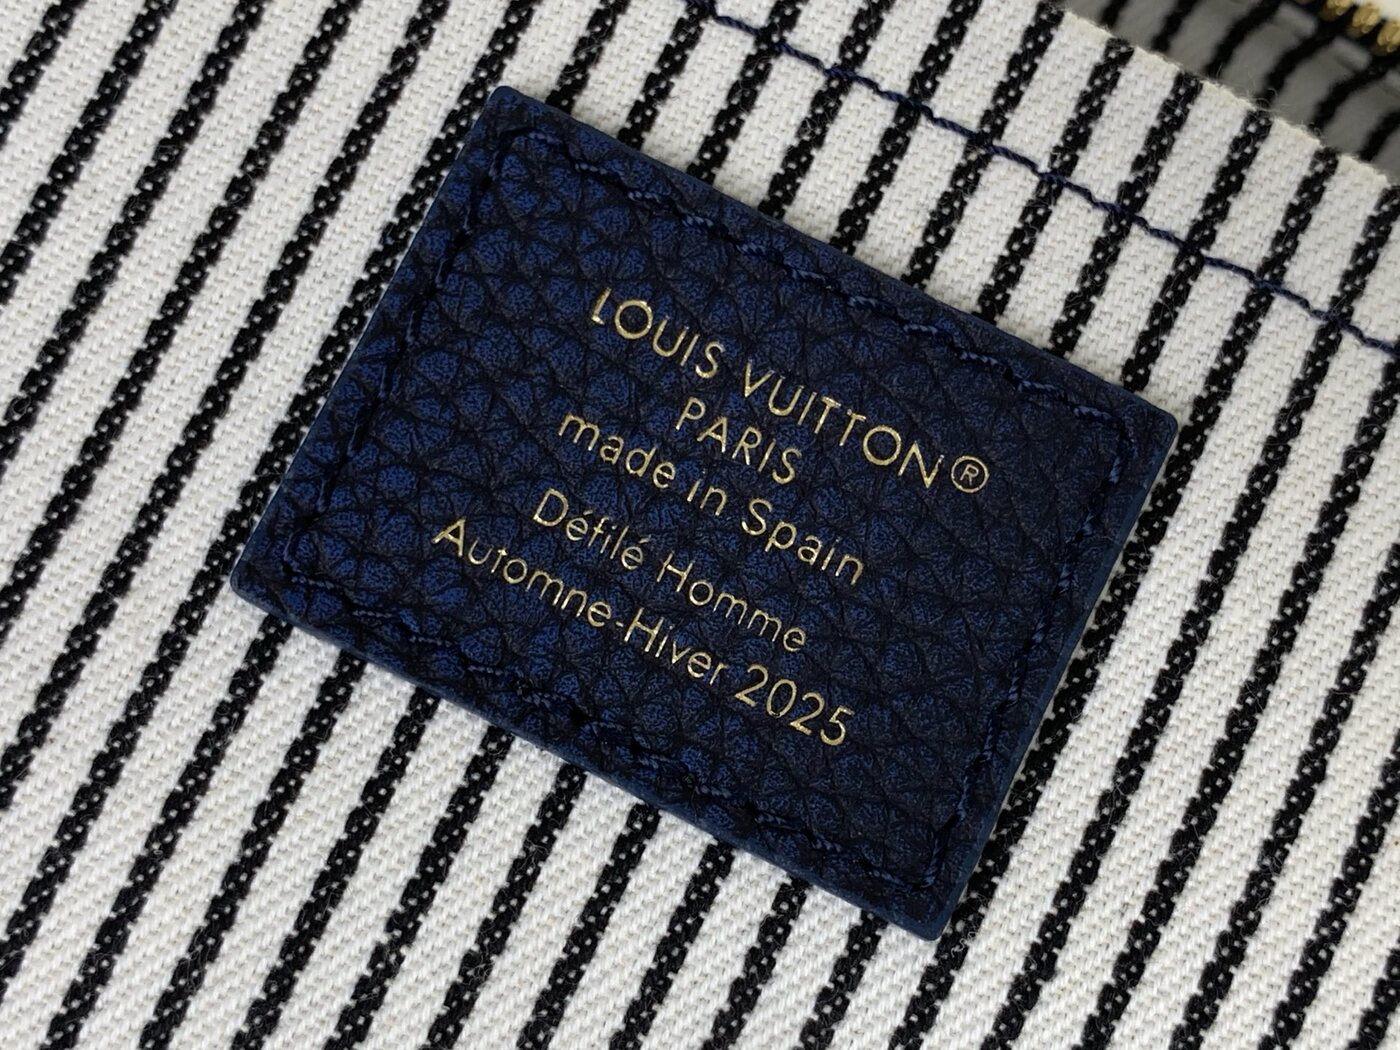 LOUIS VUITTON®
PARIS
made in Spain
Défilé Homme
Automne-Hiver 2025